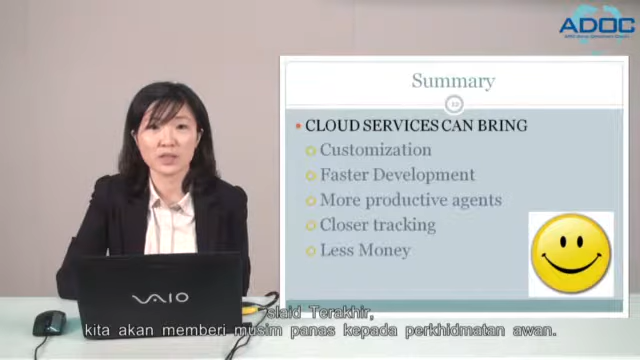 ADOC
Summary
22
CLOUD SERVICES CAN BRING
Customization
Faster Development
More productive agents
Closer tracking
Less Money
VAIO
slaid Terakhir,
kita akan memberi musim panas kepada perkhidmatan awan.